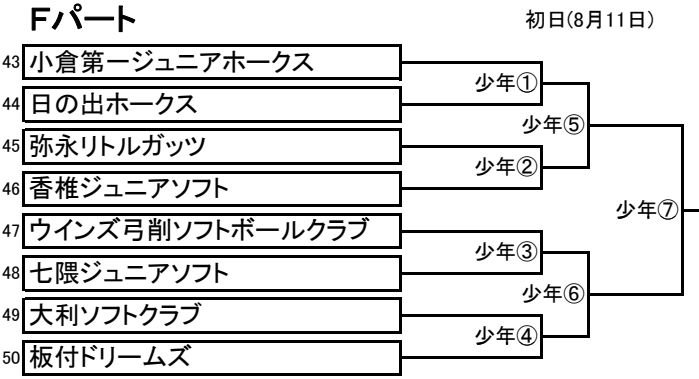 Fパート
初日(8月11日)
43 小倉第一ジュニアホークス
少年①
44 日の出ホークス
少年⑤
45 弥永リトルガッツ
少年②
46 香椎ジュニアソフト
少年⑦
47 ウインズ弓削ソフトボールクラブ
少年③
48 七隈ジュニアソフト
少年⑥
49 大利ソフトクラブ
少年④
50 板付ドリームズ